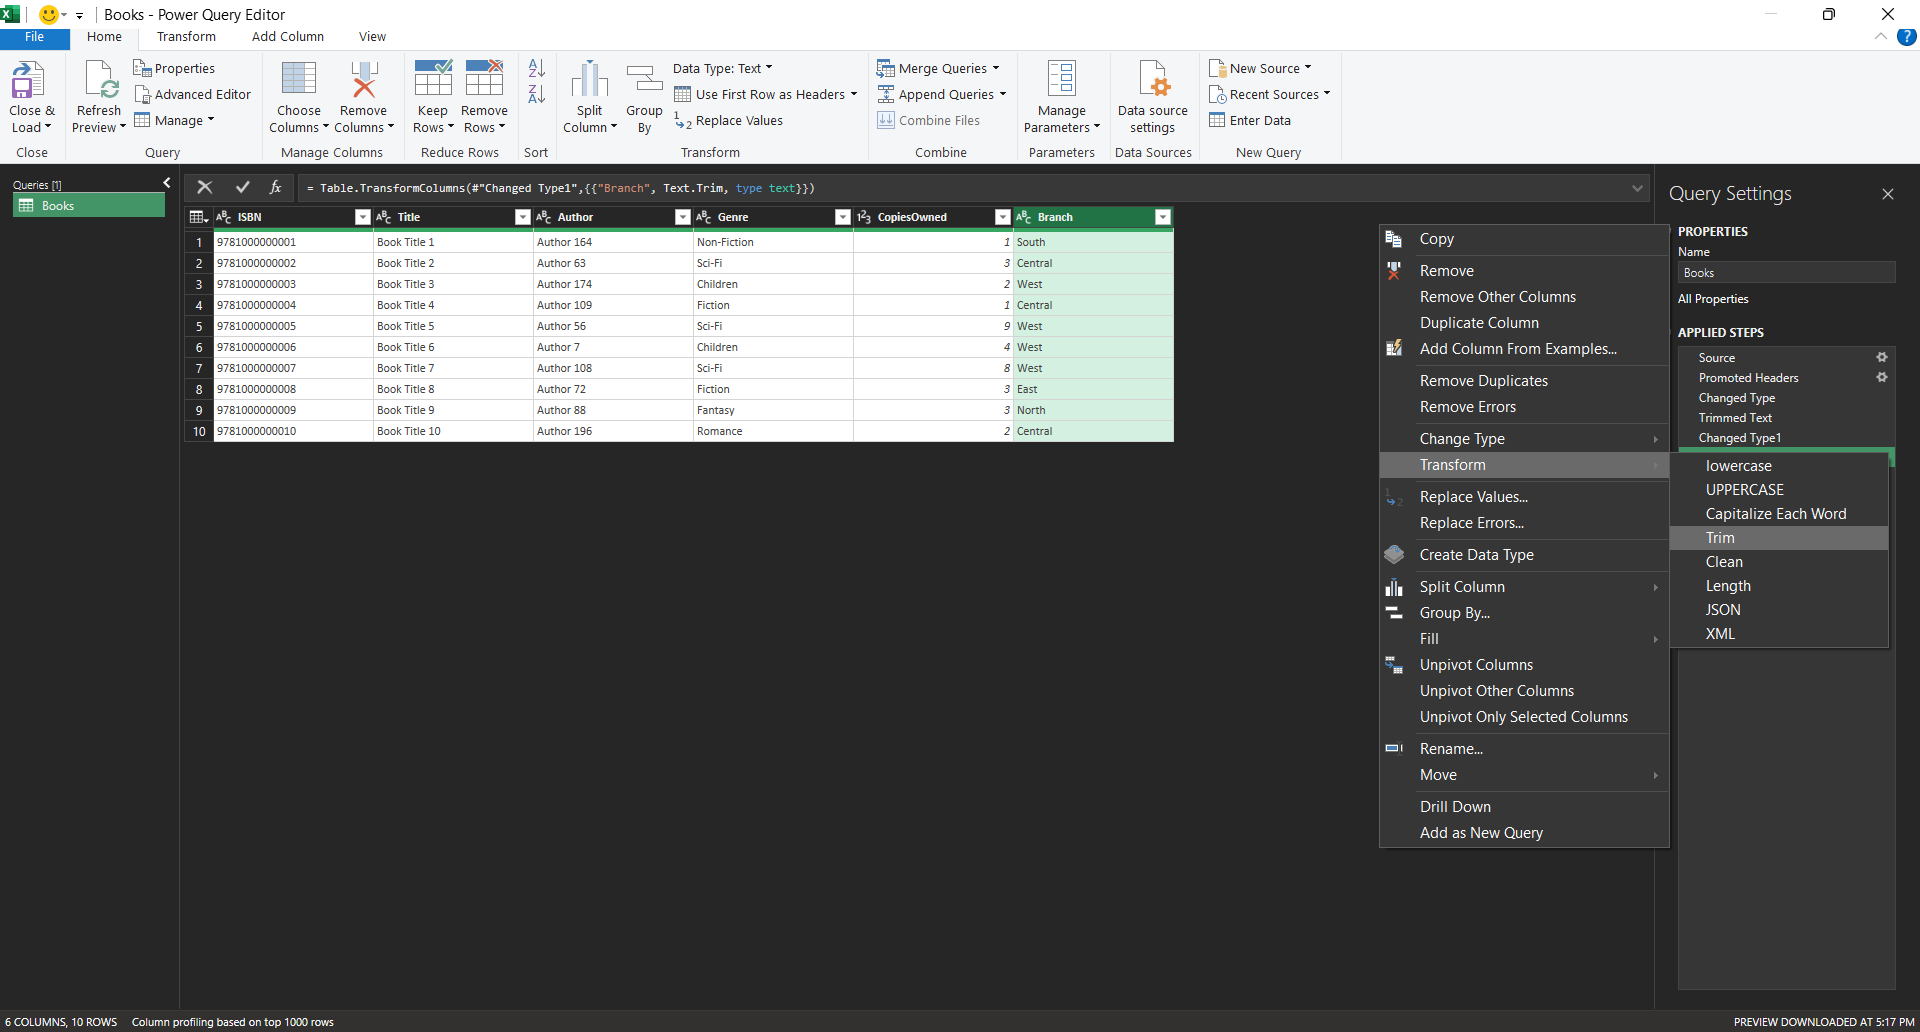 Books - Power Query Editor
File Home Transform Add Column View
Close & Load
Close
Refresh Preview
Properties
Advanced Editor
Manage
Query
Choose Columns
Remove Columns
Manage Columns
Keep Rows
Remove Rows
Reduce Rows
Sort
Split Column
Group By
Data Type: Text
Use First Row as Headers
Replace Values
Transform
Merge Queries
Append Queries
Combine Files
Combine
Manage Parameters
Parameters
Data source settings
Data Sources
New Source
Recent Sources
Enter Data
New Query
Queries [1]
Books
fx = Table.TransformColumns(#"Changed Type1",{{"Branch", Text.Trim, type text}})
ISBN Title Author Genre CopiesOwned Branch
1 9781000000001 Book Title 1 Author 164 Non-Fiction 1 South
2 9781000000002 Book Title 2 Author 63 Sci-Fi 3 Central
3 9781000000003 Book Title 3 Author 174 Children 2 West
4 9781000000004 Book Title 4 Author 109 Fiction 1 Central
5 9781000000005 Book Title 5 Author 56 Sci-Fi 9 West
6 9781000000006 Book Title 6 Author 7 Children 4 West
7 9781000000007 Book Title 7 Author 108 Sci-Fi 8 West
8 9781000000008 Book Title 8 Author 72 Fiction 3 East
9 9781000000009 Book Title 9 Author 88 Fantasy 3 North
10 9781000000010 Book Title 10 Author 196 Romance 2 Central
Copy
Remove
Remove Other Columns
Duplicate Column
Add Column From Examples...
Remove Duplicates
Remove Errors
Change Type
Transform
Replace Values...
Replace Errors...
Create Data Type
Split Column
Group By...
Fill
Unpivot Columns
Unpivot Other Columns
Unpivot Only Selected Columns
Rename...
Move
Drill Down
Add as New Query
lowercase
UPPERCASE
Capitalize Each Word
Trim
Clean
Length
JSON
XML
Query Settings
PROPERTIES
Name
Books
All Properties
APPLIED STEPS
Source
Promoted Headers
Changed Type
Trimmed Text
Changed Type1
6 COLUMNS, 10 ROWS Column profiling based on top 1000 rows
PREVIEW DOWNLOADED AT 5:17 PM